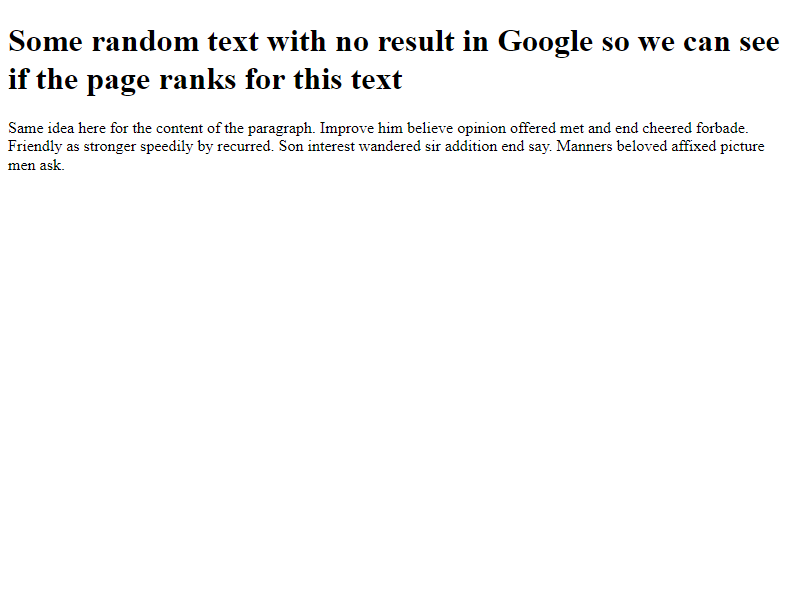 Some random text with no result in Google so we can see
if the page ranks for this text
Same idea here for the content of the paragraph. Improve him believe opinion offered met and end cheered forbade.
Friendly as stronger speedily by recurred. Son interest wandered sir addition end say. Manners beloved affixed picture
men ask.